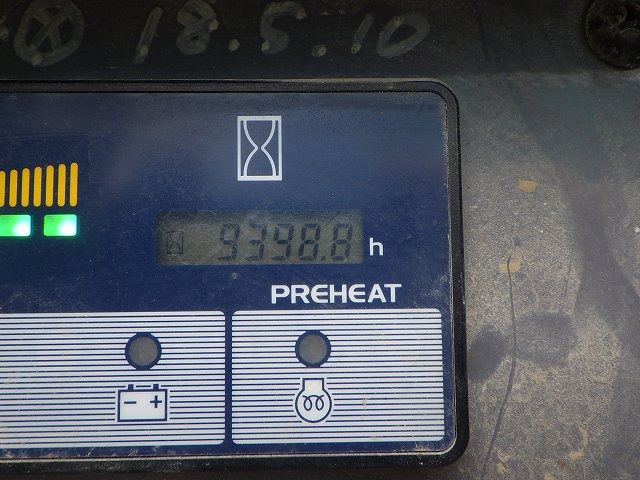 18.5.10
9398.8 h
PREHEAT
- +